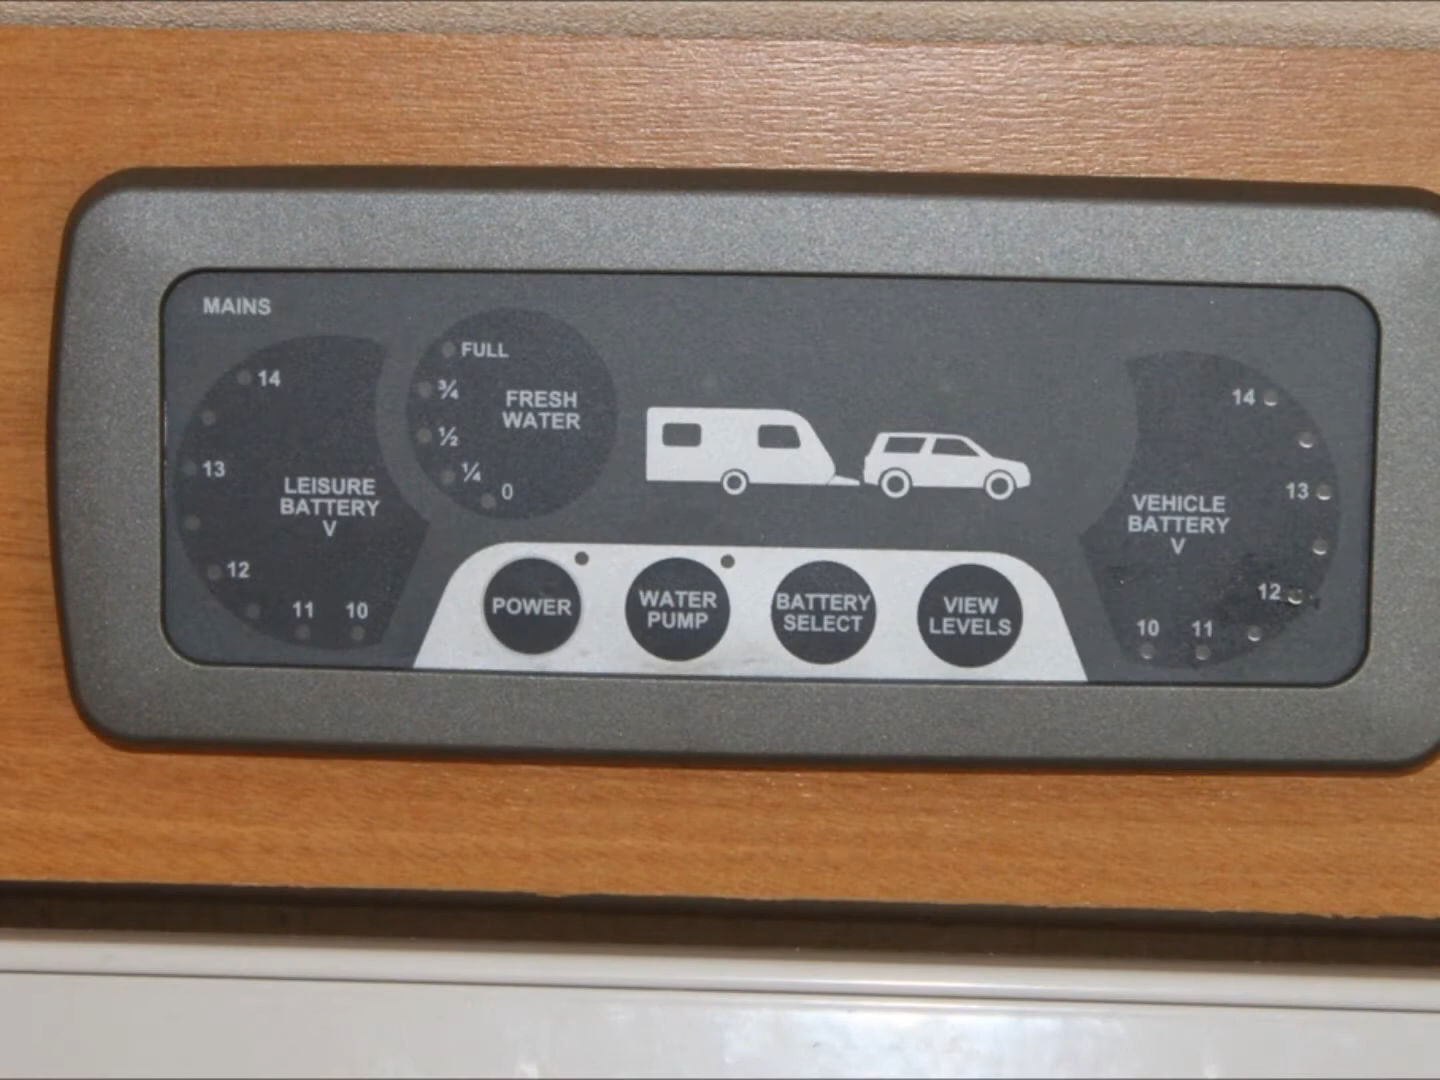 MAINS
14
13
12
11
10
LEISURE
BATTERY
V
FULL
¾
½
¼
0
FRESH
WATER
POWER
WATER
PUMP
BATTERY
SELECT
VIEW
LEVELS
VEHICLE
BATTERY
V
14
13
12
11
10